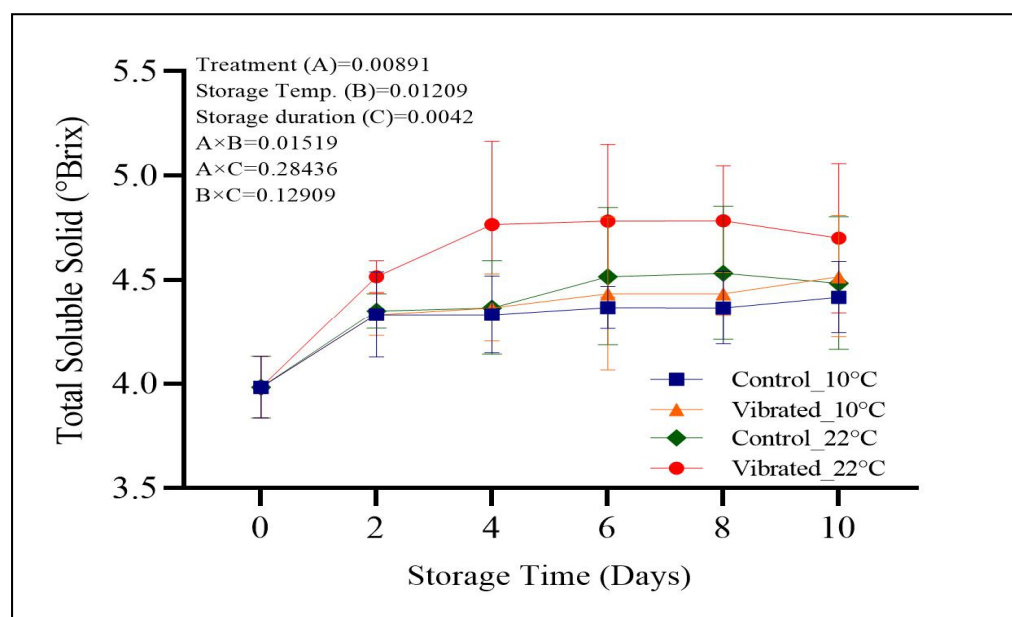 Treatment (A)=0.00891
Storage Temp. (B)=0.01209
Storage duration (C)=0.0042
A×B=0.01519
A×C=0.28436
B×C=0.12909
Total Soluble Solid (°Brix)
5.5
5.0
4.5
4.0
3.5
Control_10°C
Vibrated_10°C
Control_22°C
Vibrated_22°C
0 2 4 6 8 10
Storage Time (Days)